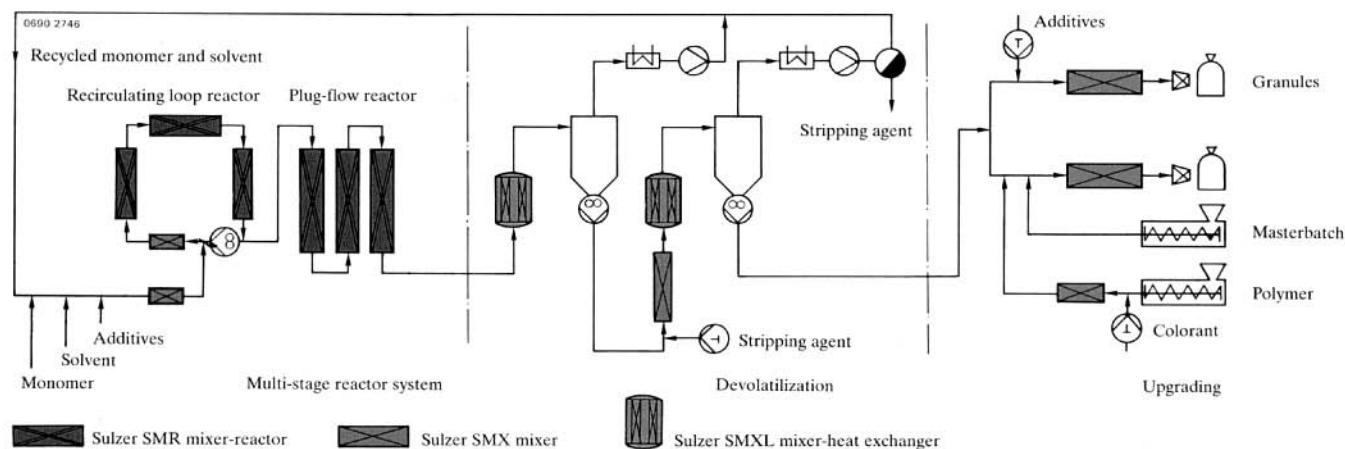 0690 2746
Recycled monomer and solvent
Recirculating loop reactor
Plug-flow reactor
Additives
Granules
Stripping agent
Masterbatch
Polymer
Colorant
Stripping agent
Additives
Solvent
Monomer
Multi-stage reactor system
Devolatilization
Upgrading
Sulzer SMR mixer-reactor
Sulzer SMX mixer
Sulzer SMXL mixer-heat exchanger